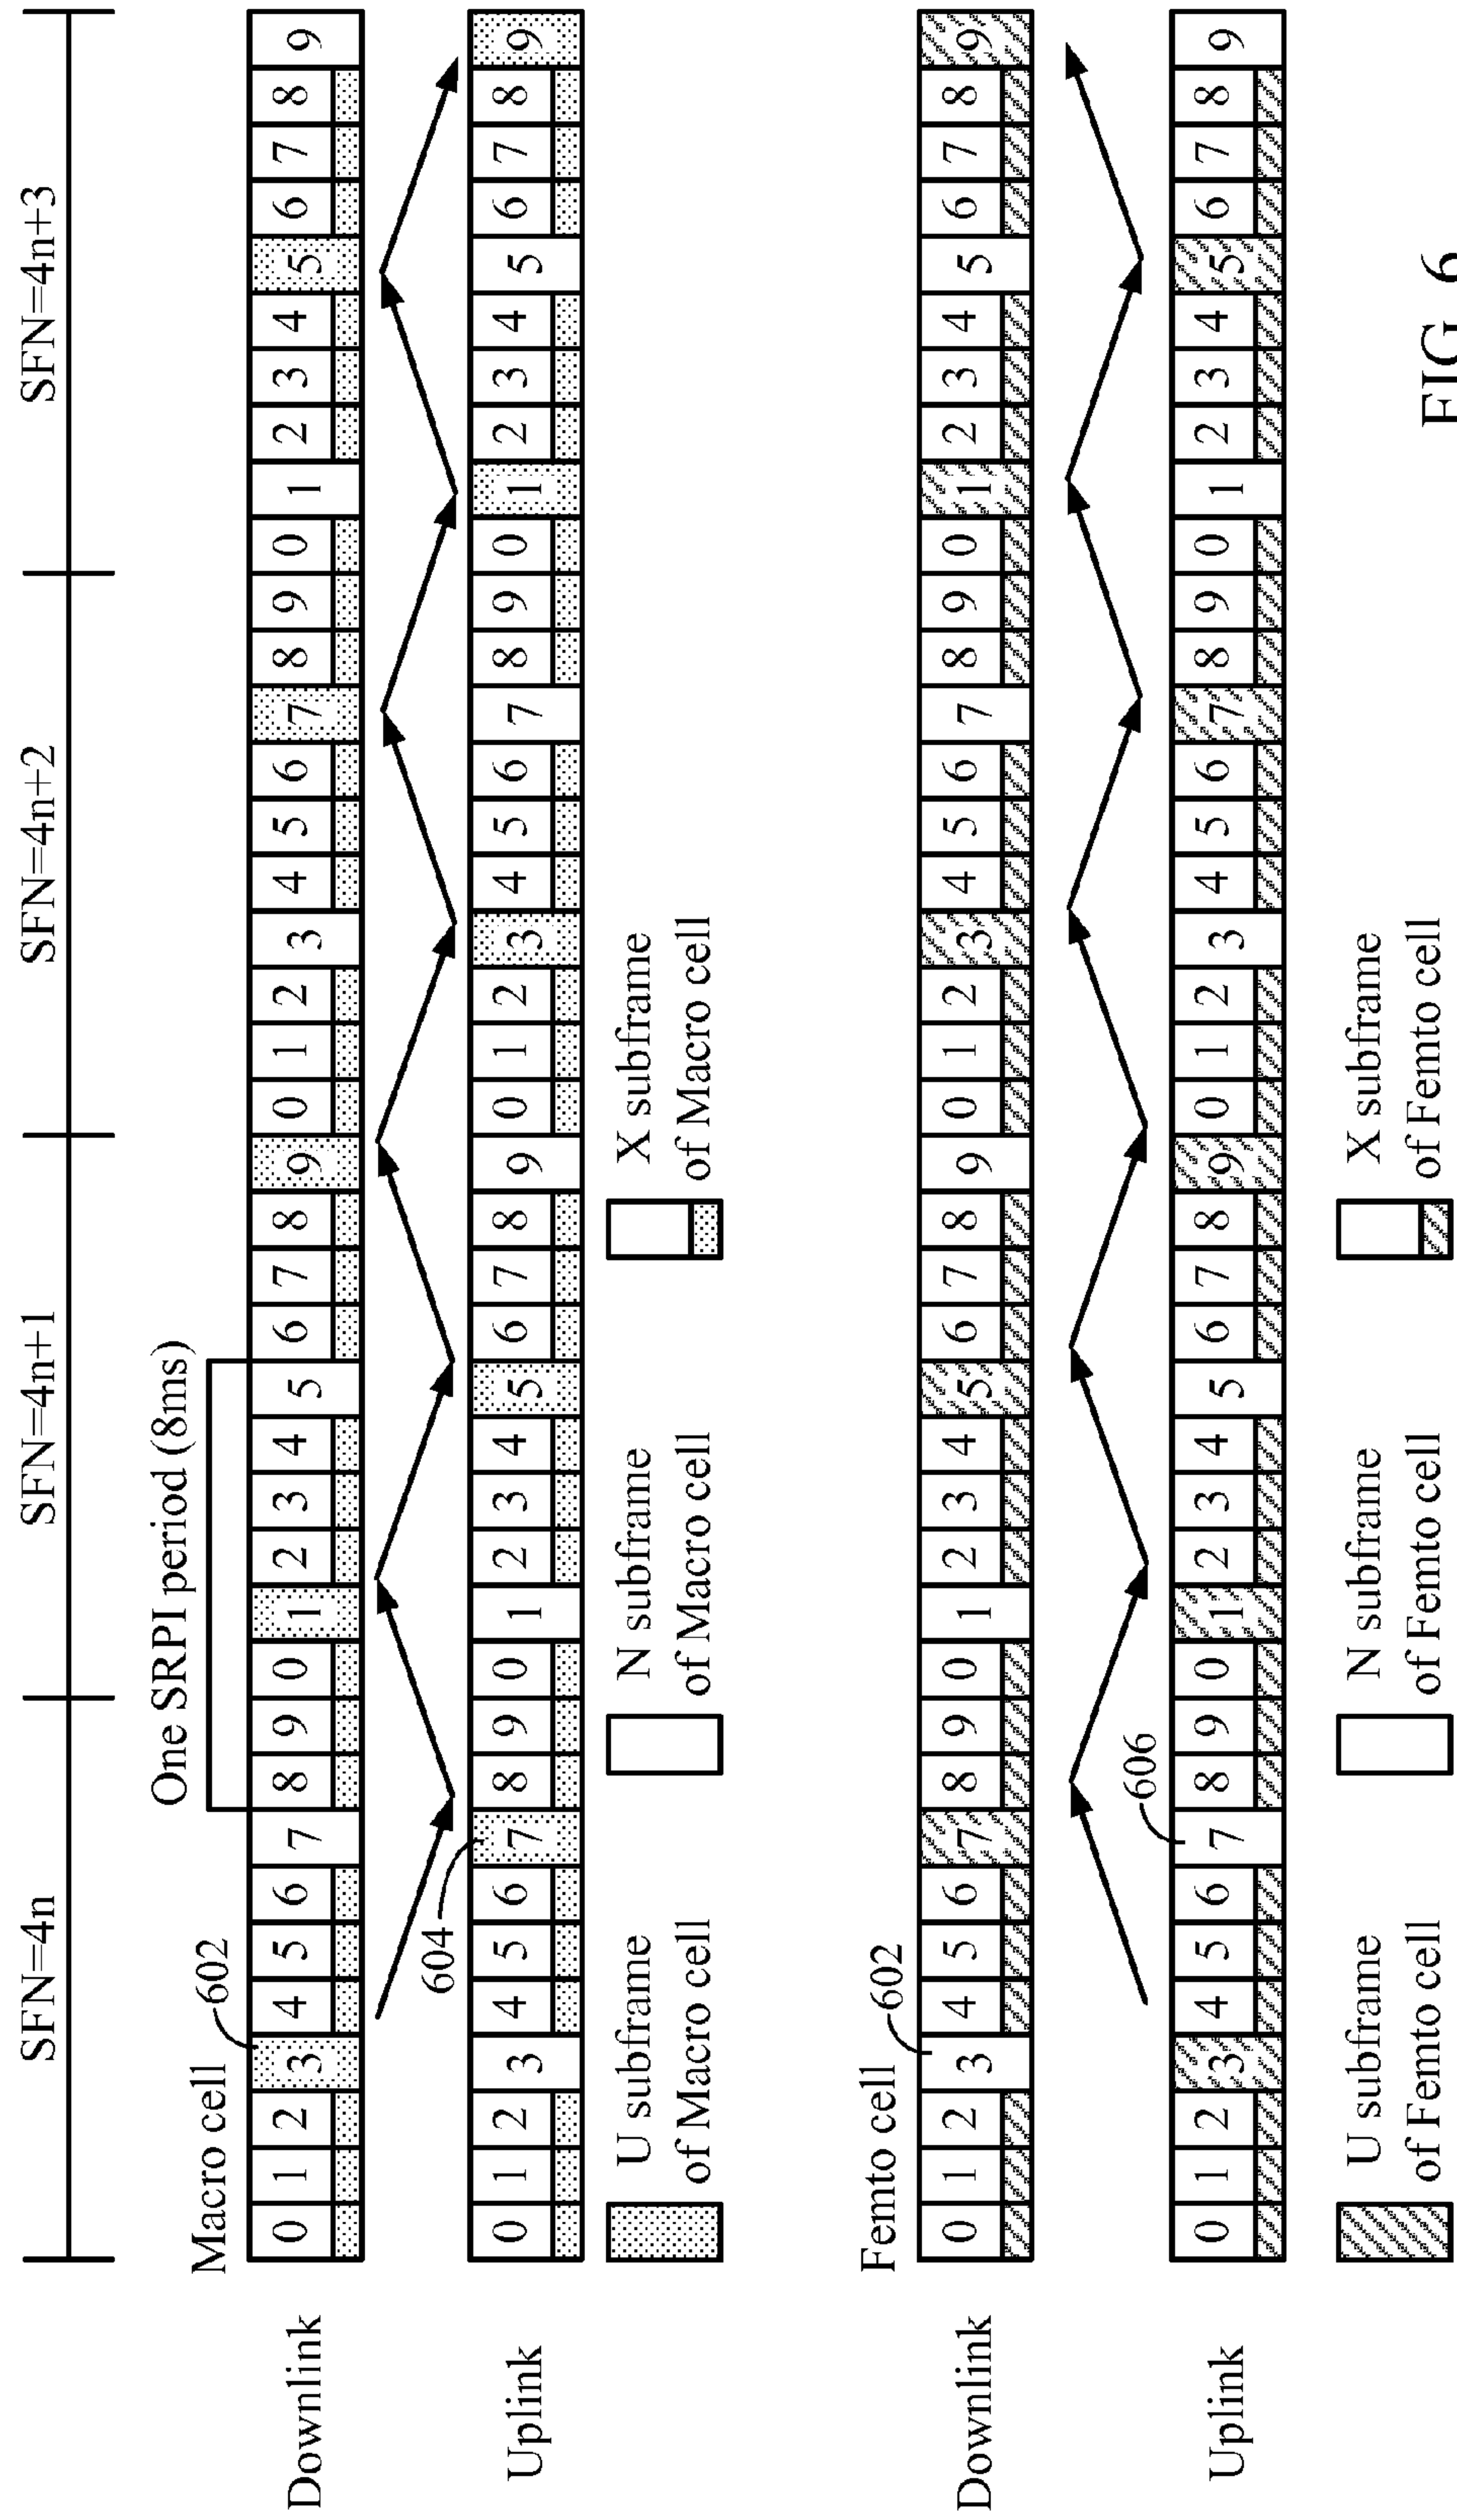 SFN=4n SFN=4n+1 SFN=4n+2 SFN=4n+3
One SRPI period (8ms)
Macro cell 602
Downlink 0 1 2 3 4 5 6 7 8 9 0 1 2 3 4 5 6 7 8 9 0 1 2 3 4 5 6 7 8 9 0 1 2 3 4 5 6 7 8 9
604
Uplink 0 1 2 3 4 5 6 7 8 9 0 1 2 3 4 5 6 7 8 9 0 1 2 3 4 5 6 7 8 9 0 1 2 3 4 5 6 7 8 9
U subframe
of Macro cell
N subframe
of Macro cell
X subframe
of Macro cell
Femto cell 602
Downlink 0 1 2 3 4 5 6 7 8 9 0 1 2 3 4 5 6 7 8 9 0 1 2 3 4 5 6 7 8 9 0 1 2 3 4 5 6 7 8 9
606
Uplink 0 1 2 3 4 5 6 7 8 9 0 1 2 3 4 5 6 7 8 9 0 1 2 3 4 5 6 7 8 9 0 1 2 3 4 5 6 7 8 9
U subframe
of Femto cell
N subframe
of Femto cell
X subframe
of Femto cell
FIG. 6